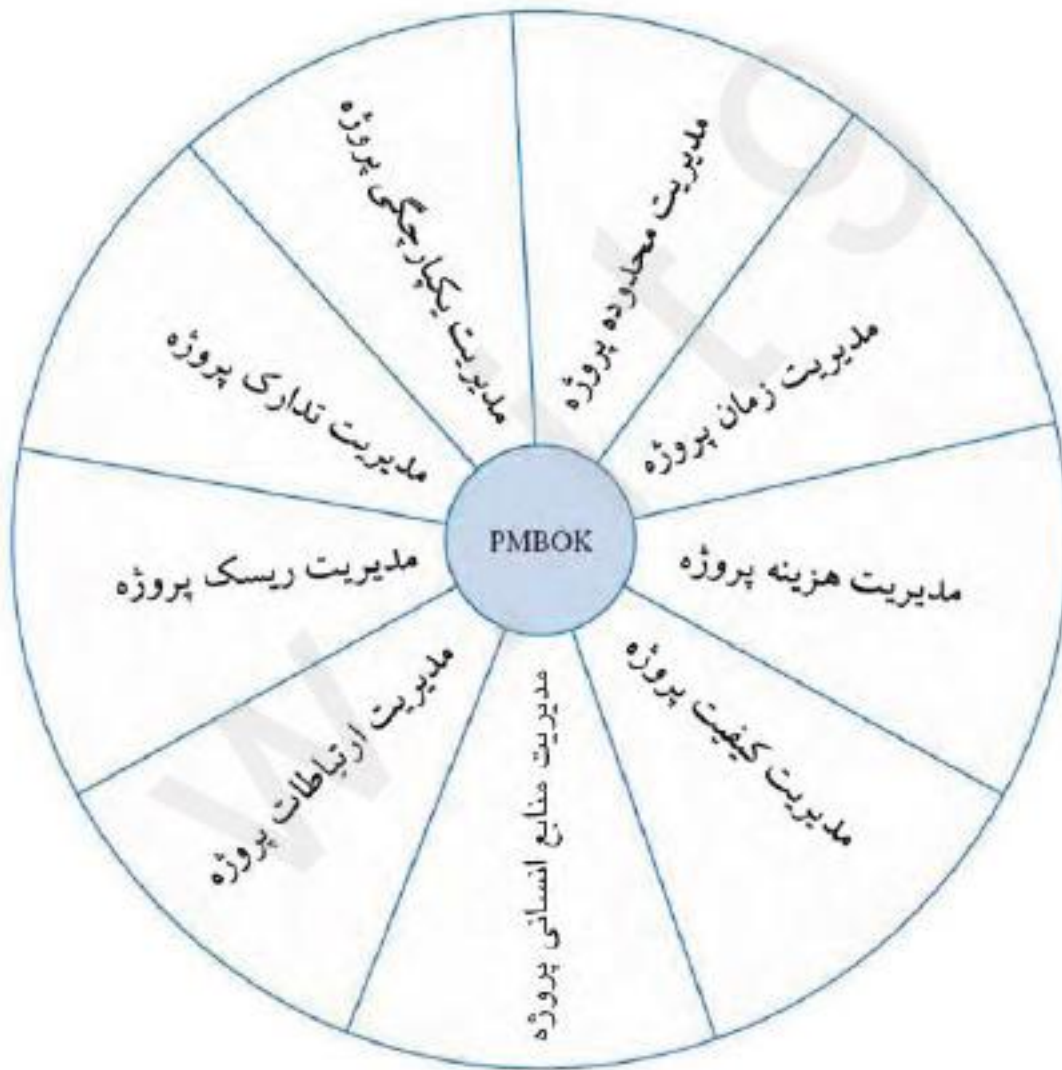 مدیریت یکپارچگی پروژه
مدیریت محدوده پروژه
مدیریت زمان پروژه
مدیریت هزینه پروژه
مدیریت کیفیت پروژه
مدیریت منابع انسانی پروژه
مدیریت ارتباطات پروژه
مدیریت ریسک پروژه
مدیریت تدارک پروژه
PMBOK